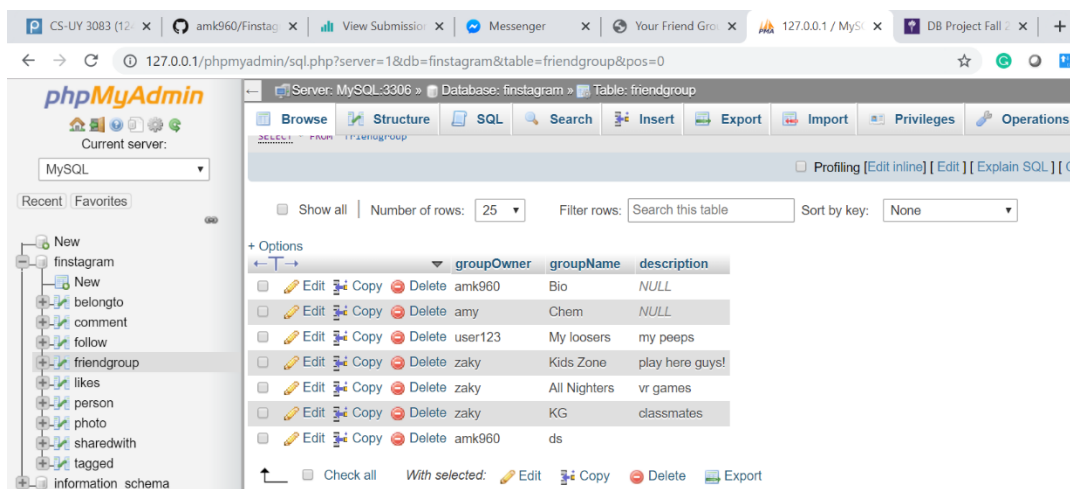 CS-UY 3083 (12 amk960/Finstag View Submission Messenger Your Friend Gro 127.0.0.1 / MyS DB Project Fall 2
127.0.0.1/phpmyadmin/sql.php?server=1&db=finstagram&table=friendgroup&pos=0
phpMyAdmin
Current server:
MySQL
Recent Favorites
New
finstagram
New
belongto
comment
follow
friendgroup
likes
person
photo
sharedwith
tagged
information_schema
Server: MySQL:3306 » Database: finstagram » Table: friendgroup
Browse Structure SQL Search Insert Export Import Privileges Operations
SELECT * FROM `friendgroup`
Profiling [Edit inline] [ Edit ] [ Explain SQL ] [
Show all Number of rows: 25 Filter rows: Search this table Sort by key: None
+ Options
groupOwner groupName description
Edit Copy Delete amk960 Bio NULL
Edit Copy Delete amy Chem NULL
Edit Copy Delete user123 My loosers my peeps
Edit Copy Delete zaky Kids Zone play here guys!
Edit Copy Delete zaky All Nighters vr games
Edit Copy Delete zaky KG classmates
Edit Copy Delete amk960 ds
Check all With selected: Edit Copy Delete Export